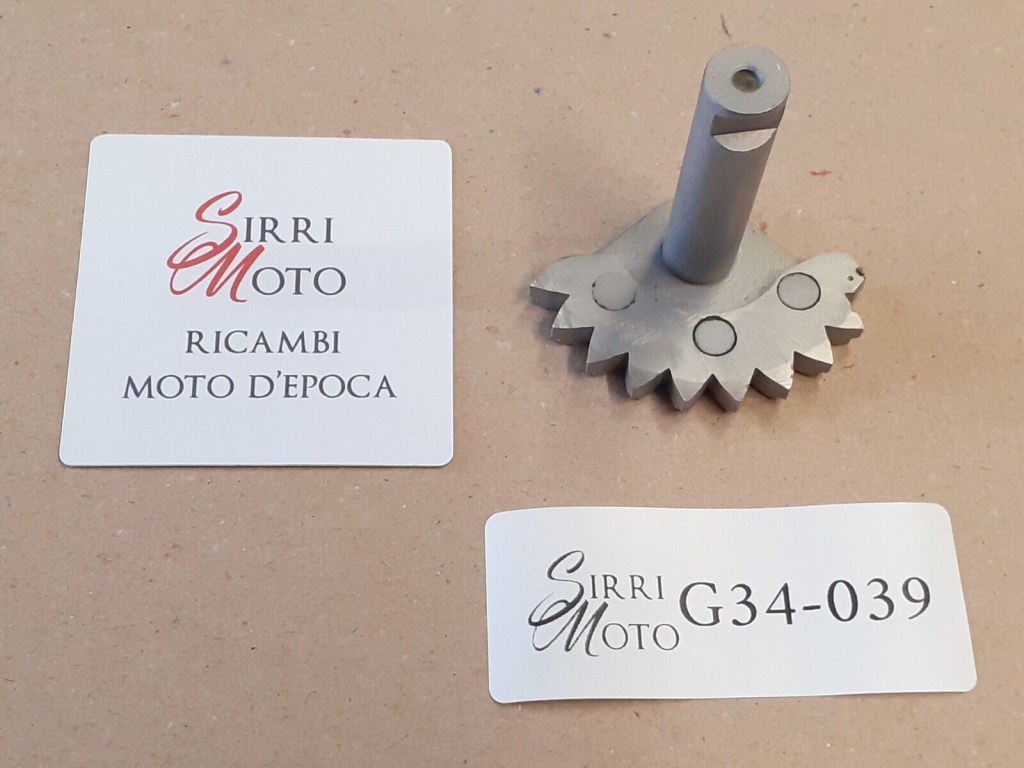 SIRRI
MOTO
RICAMBI
MOTO D'EPOCA
SIRRI
MOTO
G34-039